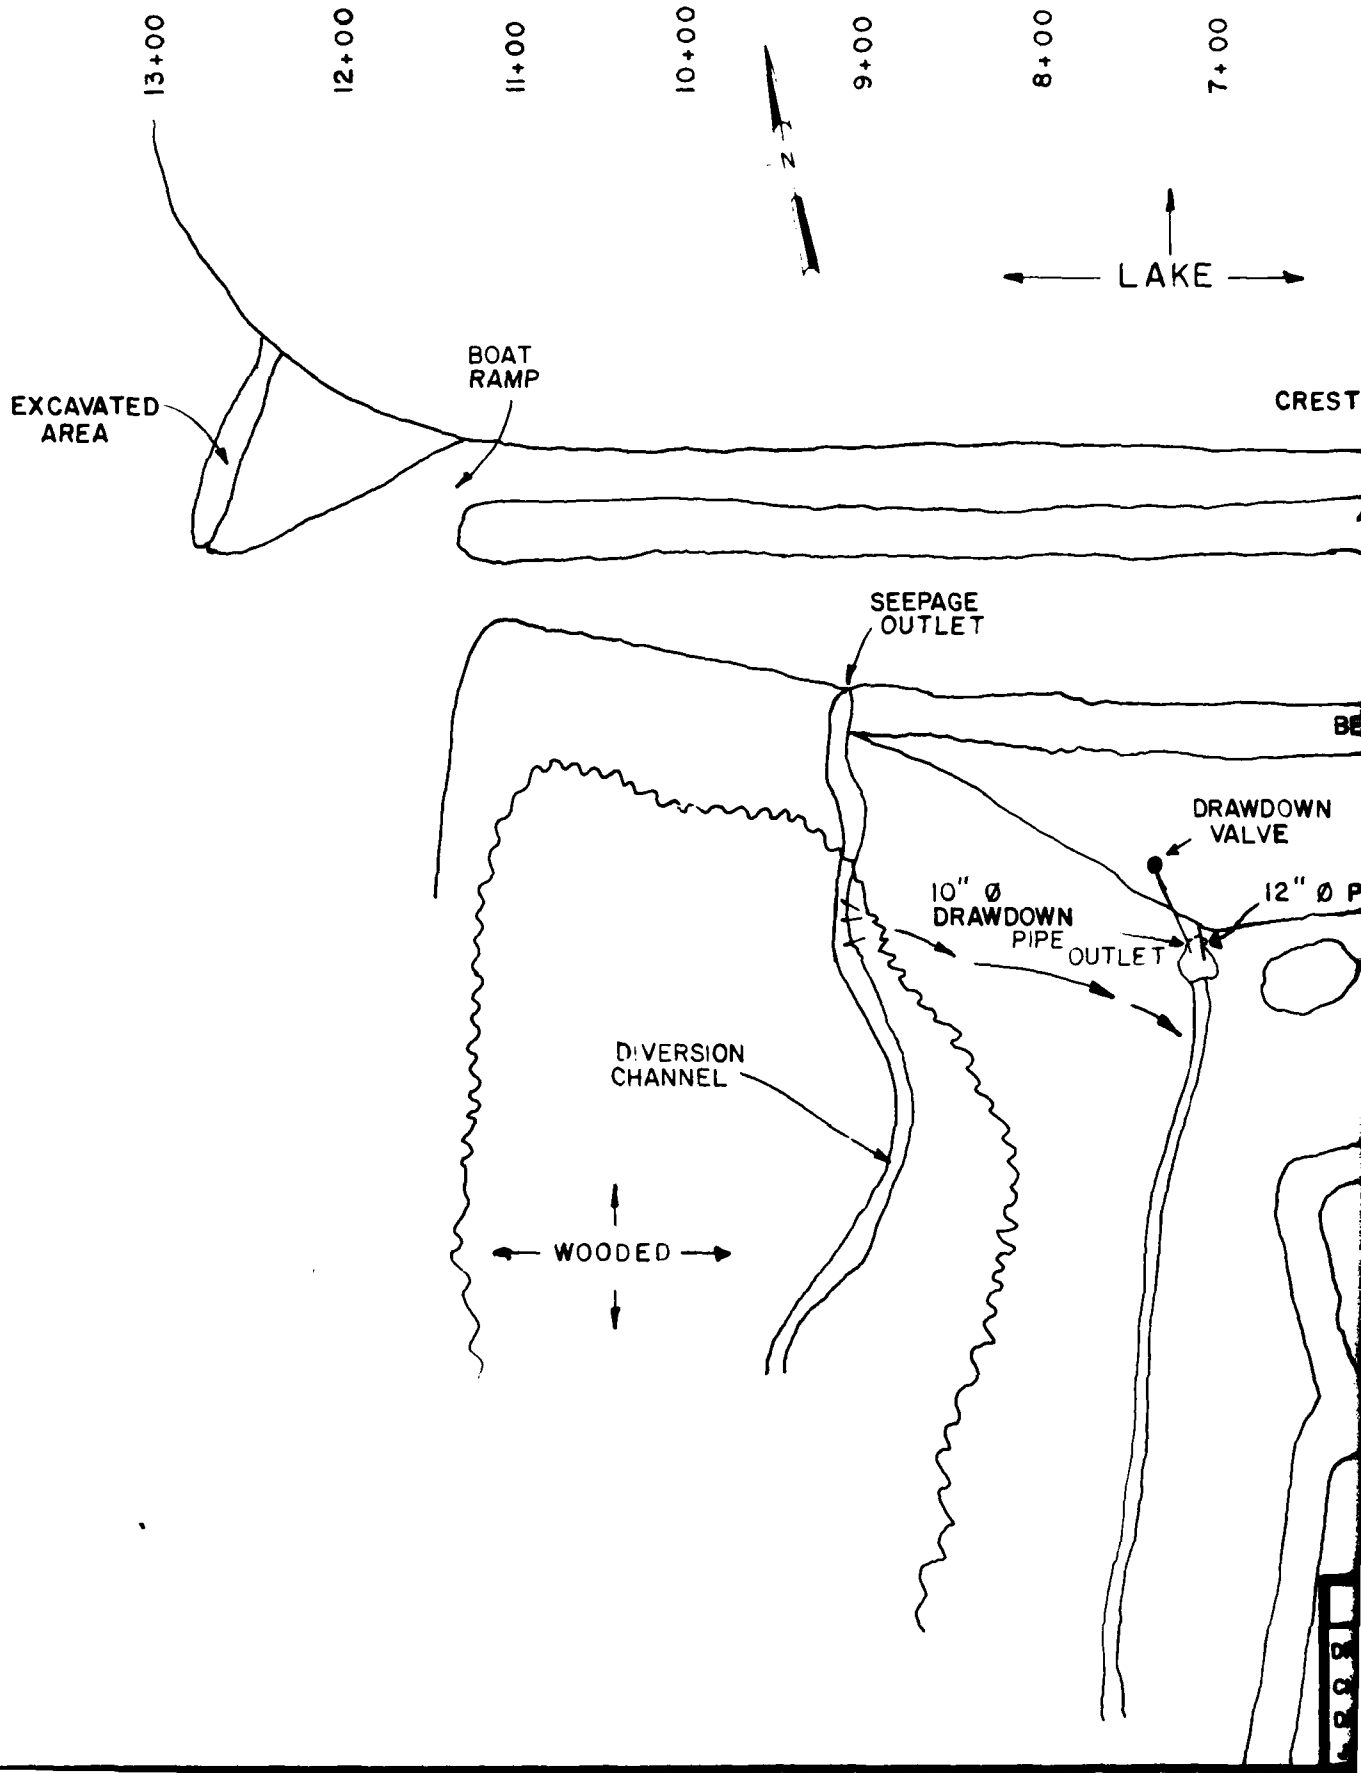 13+00
12+00
11+00
10+00
9+00
8+00
7+00
N
LAKE
BOAT
RAMP
EXCAVATED
AREA
CREST
SEEPAGE
OUTLET
BE
DRAWDOWN
VALVE
10" Ø
DRAWDOWN
PIPE
OUTLET
12" Ø P
DIVERSION
CHANNEL
WOODED